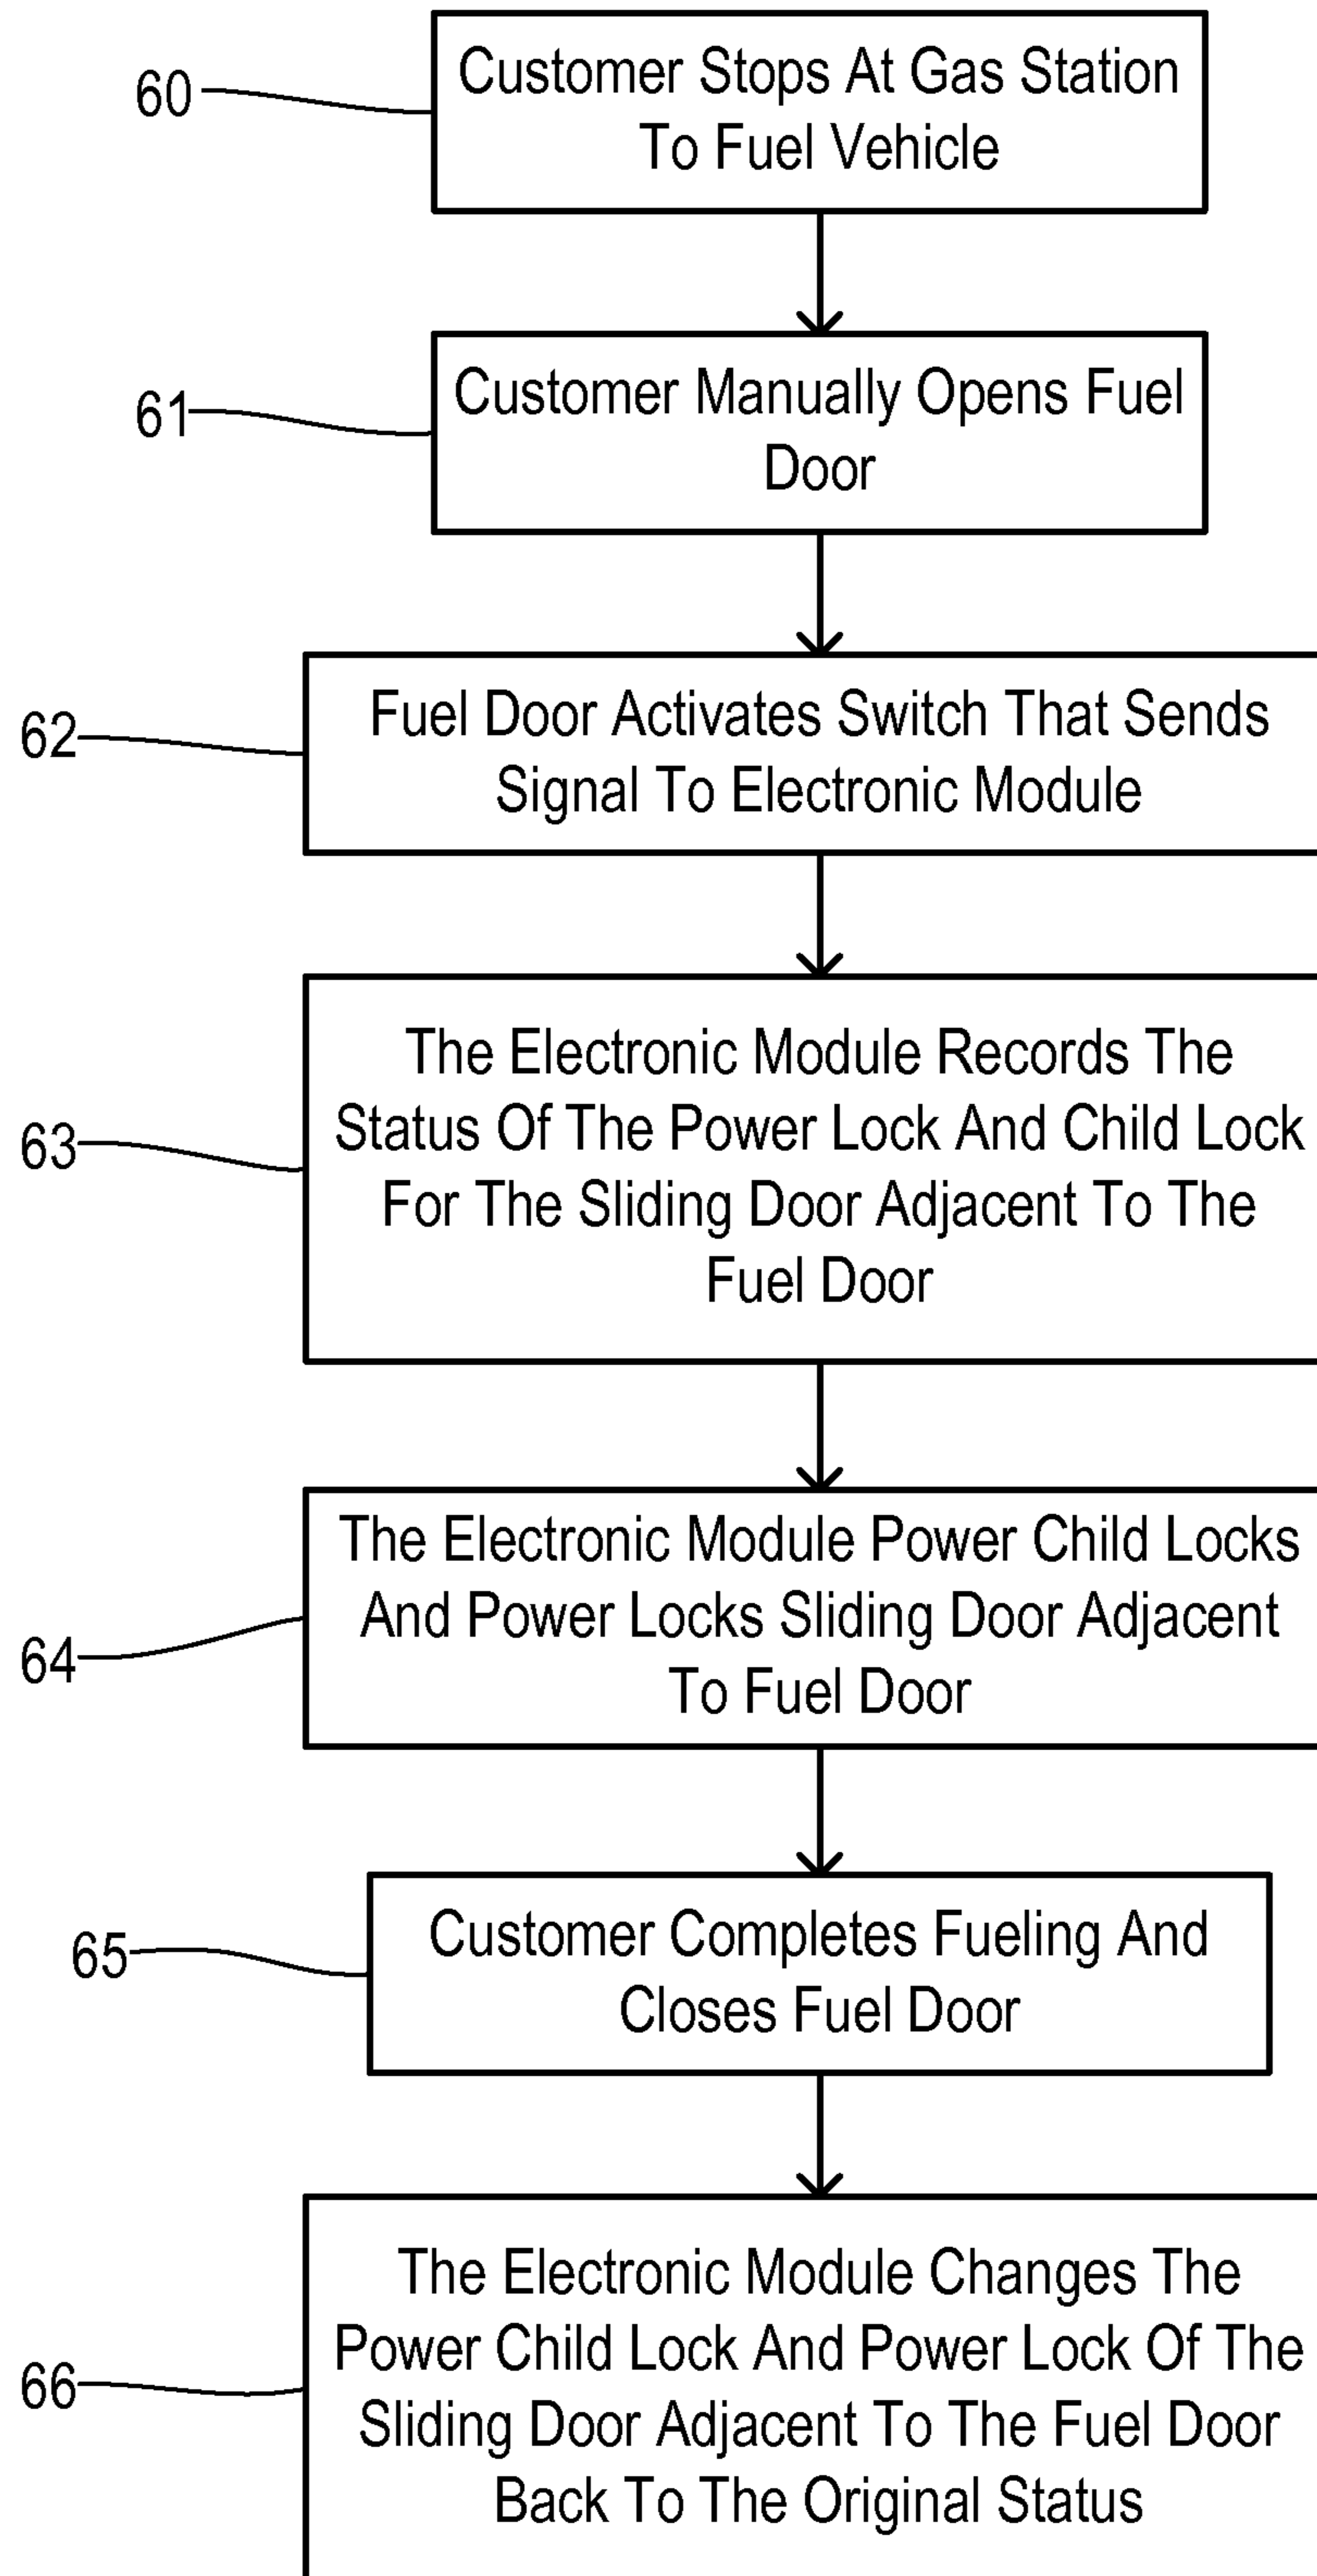 60
Customer Stops At Gas Station
To Fuel Vehicle
61
Customer Manually Opens Fuel
Door
62
Fuel Door Activates Switch That Sends
Signal To Electronic Module
63
The Electronic Module Records The
Status Of The Power Lock And Child Lock
For The Sliding Door Adjacent To The
Fuel Door
64
The Electronic Module Power Child Locks
And Power Locks Sliding Door Adjacent
To Fuel Door
65
Customer Completes Fueling And
Closes Fuel Door
66
The Electronic Module Changes The
Power Child Lock And Power Lock Of The
Sliding Door Adjacent To The Fuel Door
Back To The Original Status